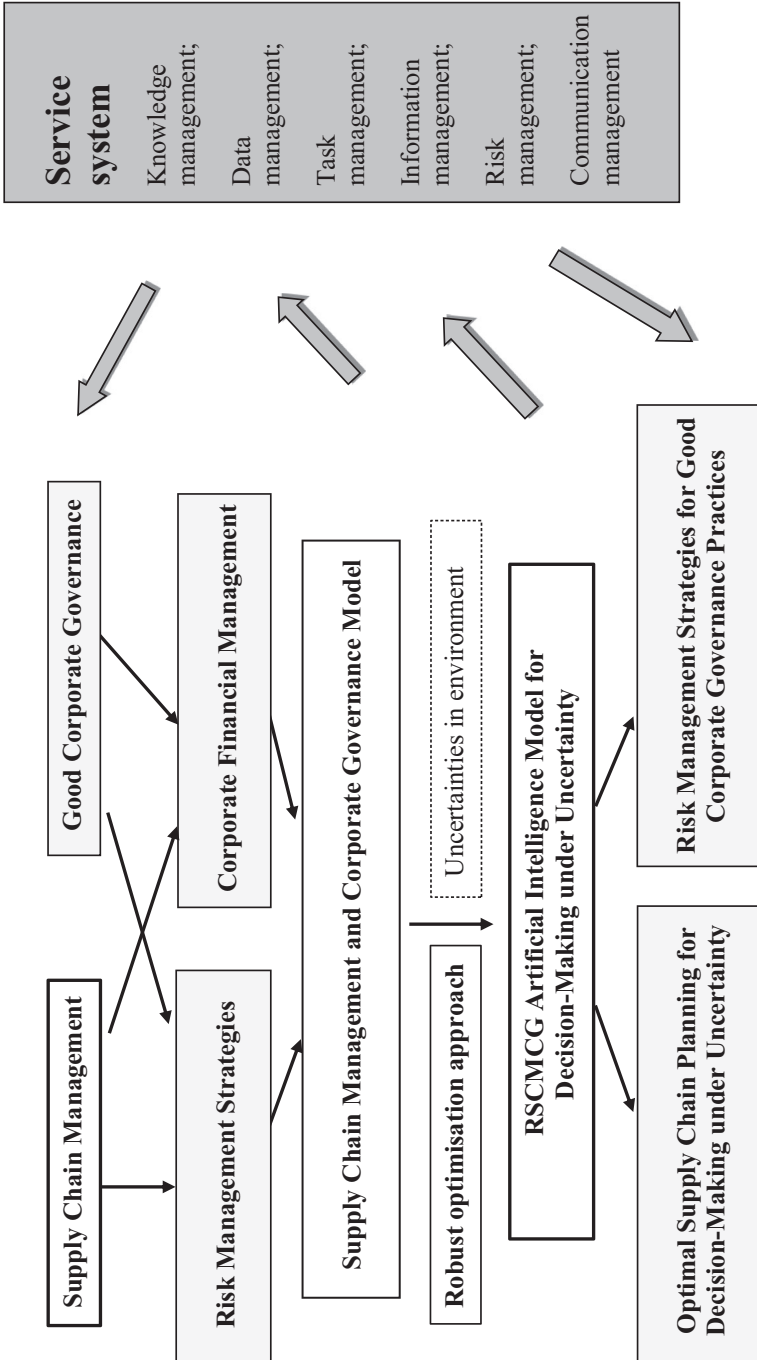 Supply Chain Management
Good Corporate Governance
Risk Management Strategies
Corporate Financial Management
Supply Chain Management and Corporate Governance Model
Robust optimisation approach
Uncertainties in environment
RSCMCG Artificial Intelligence Model for
Decision-Making under Uncertainty
Optimal Supply Chain Planning for
Decision-Making under Uncertainty
Risk Management Strategies for Good
Corporate Governance Practices
Service
system
Knowledge
management;
Data
management;
Task
management;
Information
management;
Risk
management;
Communication
management